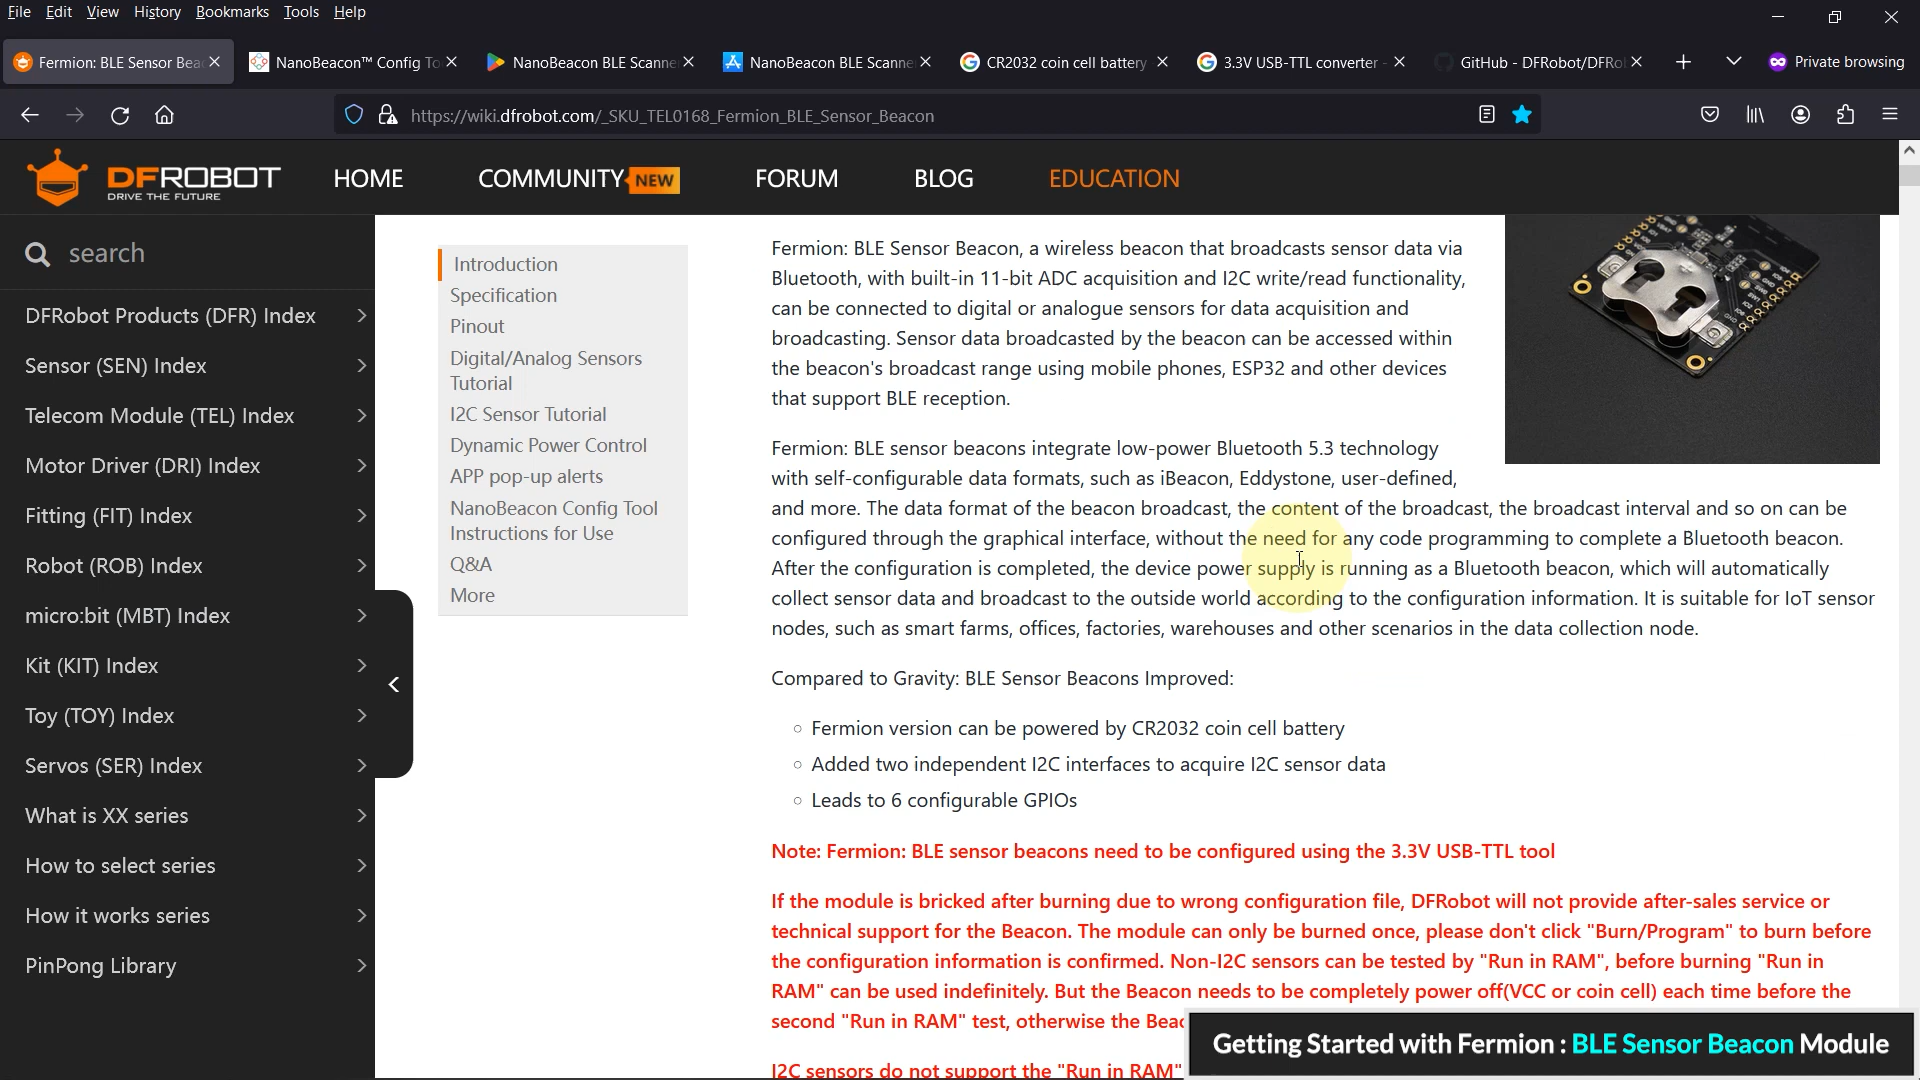 File Edit View History Bookmarks Tools Help
Fermion: BLE Sensor Beac
NanoBeacon™ Config To
NanoBeacon BLE Scanne
NanoBeacon BLE Scanne
CR2032 coin cell battery
3.3V USB-TTL converter -
GitHub - DFRobot/DFRo
Private browsing
https://wiki.dfrobot.com/_SKU_TEL0168_Fermion_BLE_Sensor_Beacon
DFROBOT
DRIVE THE FUTURE
HOME
COMMUNITY NEW
FORUM
BLOG
EDUCATION
search
DFRobot Products (DFR) Index
Sensor (SEN) Index
Telecom Module (TEL) Index
Motor Driver (DRI) Index
Fitting (FIT) Index
Robot (ROB) Index
micro:bit (MBT) Index
Kit (KIT) Index
Toy (TOY) Index
Servos (SER) Index
What is XX series
How to select series
How it works series
PinPong Library
Introduction
Specification
Pinout
Digital/Analog Sensors
Tutorial
I2C Sensor Tutorial
Dynamic Power Control
APP pop-up alerts
NanoBeacon Config Tool
Instructions for Use
Q&A
More
Fermion: BLE Sensor Beacon, a wireless beacon that broadcasts sensor data via
Bluetooth, with built-in 11-bit ADC acquisition and I2C write/read functionality,
can be connected to digital or analogue sensors for data acquisition and
broadcasting. Sensor data broadcasted by the beacon can be accessed within
the beacon's broadcast range using mobile phones, ESP32 and other devices
that support BLE reception.
Fermion: BLE sensor beacons integrate low-power Bluetooth 5.3 technology
with self-configurable data formats, such as iBeacon, Eddystone, user-defined,
and more. The data format of the beacon broadcast, the content of the broadcast, the broadcast interval and so on can be
configured through the graphical interface, without the need for any code programming to complete a Bluetooth beacon.
After the configuration is completed, the device power supply is running as a Bluetooth beacon, which will automatically
collect sensor data and broadcast to the outside world according to the configuration information. It is suitable for IoT sensor
nodes, such as smart farms, offices, factories, warehouses and other scenarios in the data collection node.
Compared to Gravity: BLE Sensor Beacons Improved:
Fermion version can be powered by CR2032 coin cell battery
Added two independent I2C interfaces to acquire I2C sensor data
Leads to 6 configurable GPIOs
Note: Fermion: BLE sensor beacons need to be configured using the 3.3V USB-TTL tool
If the module is bricked after burning due to wrong configuration file, DFRobot will not provide after-sales service or
technical support for the Beacon. The module can only be burned once, please don't click "Burn/Program" to burn before
the configuration information is confirmed. Non-I2C sensors can be tested by "Run in RAM", before burning "Run in
RAM" can be used indefinitely. But the Beacon needs to be completely power off(VCC or coin cell) each time before the
second "Run in RAM" test, otherwise the Beac
I2C sensors do not support the "Run in RAM"
Getting Started with Fermion : BLE Sensor Beacon Module